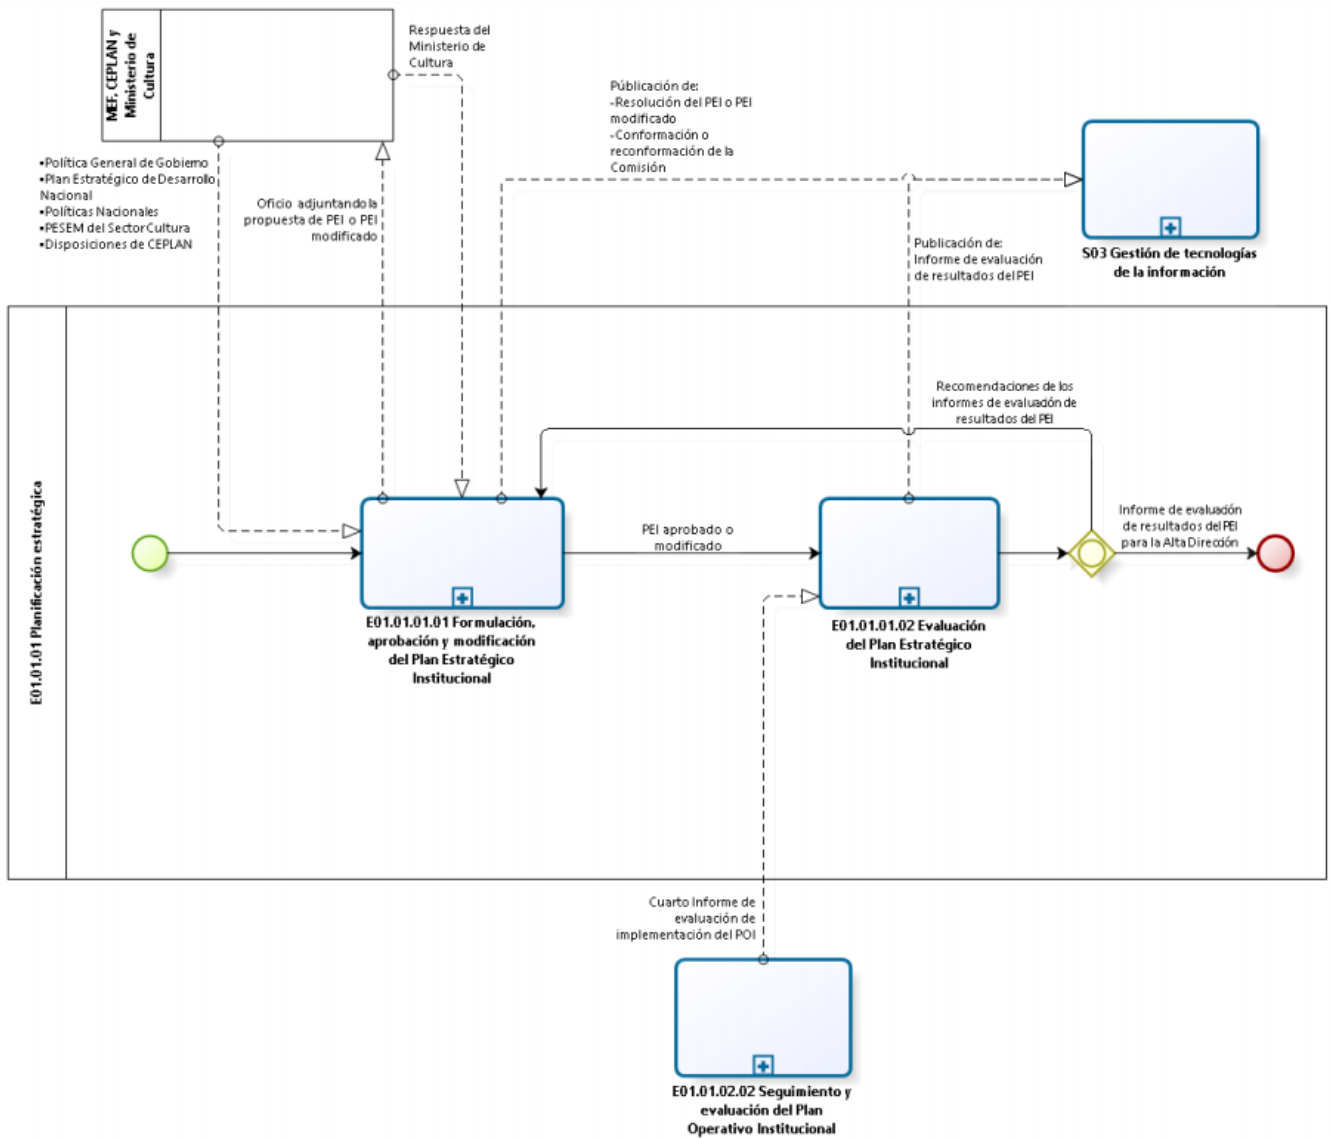 MEF, CEPLAN y
Ministerio de
Cultura
Respuesta del
Ministerio de
Cultura
•Política General de Gobierno
•Plan Estratégico de Desarrollo
Nacional
•Políticas Nacionales
•PESEM del Sector Cultura
•Disposiciones de CEPLAN
Oficio adjuntando la
propuesta de PEI o PEI
modificado
Públicación de:
-Resolución del PEI o PEI
modificado
-Conformación o
reconformación de la
Comisión
S03 Gestión de tecnologías
de la información
Publicación de:
Informe de evaluación
de resultados del PEI
E01.01.01 Planificación estratégica
Recomendaciones de los
informes de evaluación de
resultados del PEI
PEI aprobado o
modificado
Informe de evaluación
de resultados del PEI
para la Alta Dirección
E01.01.01.01 Formulación,
aprobación y modificación
del Plan Estratégico
Institucional
E01.01.01.02 Evaluación
del Plan Estratégico
Institucional
Cuarto Informe de
evaluación de
implementación del POI
E01.01.02.02 Seguimiento y
evaluación del Plan
Operativo Institucional